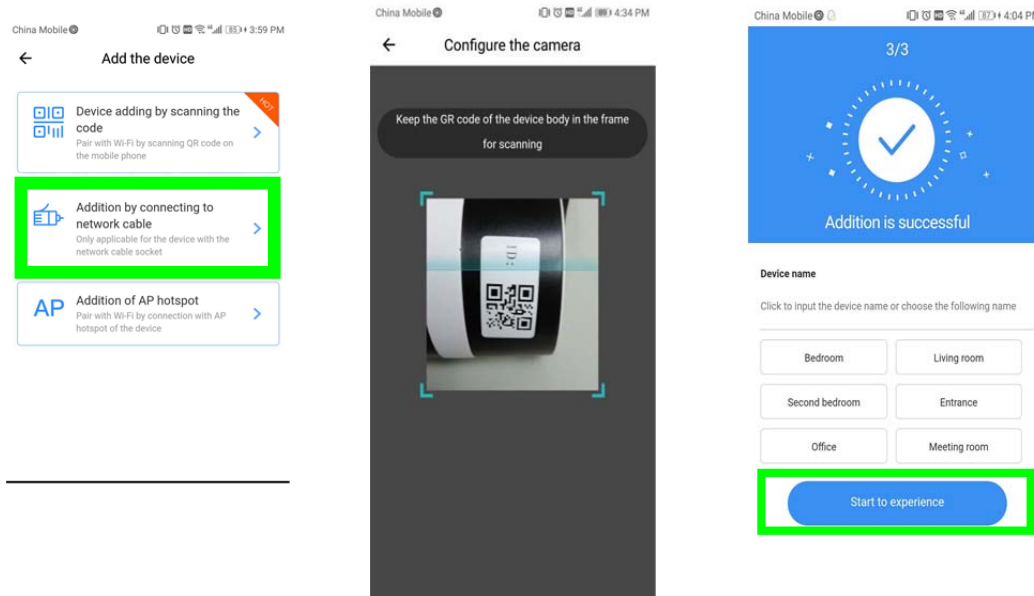 China Mobile
3:59 PM
Add the device
Device adding by scanning the
code
Pair with Wi-Fi by scanning QR code on
the mobile phone
HOT
Addition by connecting to
network cable
Only applicable for the device with the
network cable socket
AP
Addition of AP hotspot
Pair with Wi-Fi by connection with AP
hotspot of the device
China Mobile
4:34 PM
Configure the camera
Keep the GR code of the device body in the frame
for scanning
ID:
China Mobile
87
4:04 PM
3/3
Addition is successful
Device name
Click to input the device name or choose the following name
Bedroom
Living room
Second bedroom
Entrance
Office
Meeting room
Start to experience